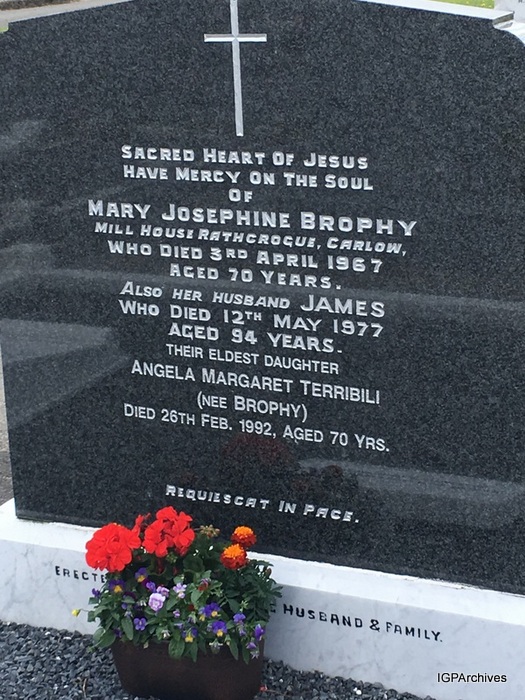 SACRED HEART OF JESUS
HAVE MERCY ON THE SOUL
OF
MARY JOSEPHINE BROPHY
MILL HOUSE RATHCROGUE, CARLOW,
WHO DIED 3RD APRIL 1967
AGED 70 YEARS.
ALSO HER HUSBAND JAMES
WHO DIED 12TH MAY 1977
AGED 94 YEARS.
THEIR ELDEST DAUGHTER
ANGELA MARGARET TERRIBILI
(NEE BROPHY)
DIED 26TH FEB. 1992, AGED 70 YRS.
REQUIESCAT IN PACE.
HUSBAND & FAMILY.
IGPArchives